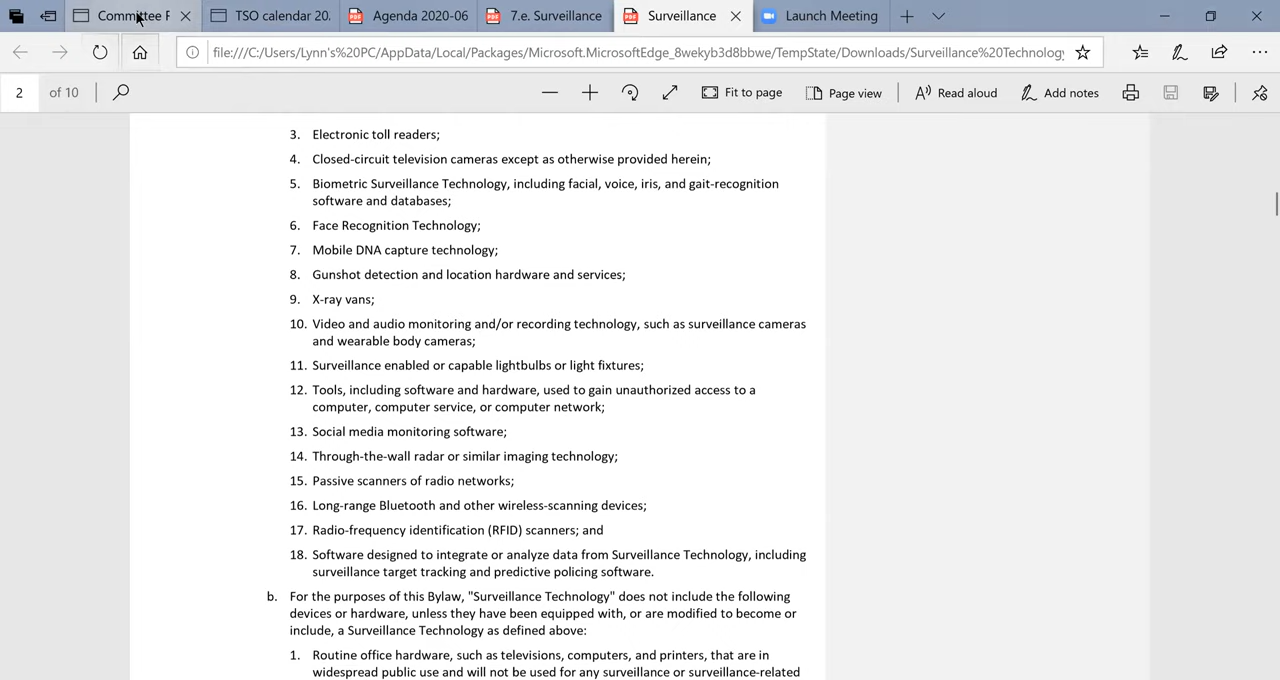 Committee F
TSO calendar 202
Agenda 2020-06
7.e. Surveillance
Surveillance
Launch Meeting
file:///C:/Users/Lynn's%20PC/AppData/Local/Packages/Microsoft.MicrosoftEdge_8wekyb3d8bbwe/TempState/Downloads/Surveillance%20Technology
2 of 10
Fit to page
Page view
Read aloud
Add notes
3. Electronic toll readers;
4. Closed-circuit television cameras except as otherwise provided herein;
5. Biometric Surveillance Technology, including facial, voice, iris, and gait-recognition
software and databases;
6. Face Recognition Technology;
7. Mobile DNA capture technology;
8. Gunshot detection and location hardware and services;
9. X-ray vans;
10. Video and audio monitoring and/or recording technology, such as surveillance cameras
and wearable body cameras;
11. Surveillance enabled or capable lightbulbs or light fixtures;
12. Tools, including software and hardware, used to gain unauthorized access to a
computer, computer service, or computer network;
13. Social media monitoring software;
14. Through-the-wall radar or similar imaging technology;
15. Passive scanners of radio networks;
16. Long-range Bluetooth and other wireless-scanning devices;
17. Radio-frequency identification (RFID) scanners; and
18. Software designed to integrate or analyze data from Surveillance Technology, including
surveillance target tracking and predictive policing software.
b. For the purposes of this Bylaw, "Surveillance Technology" does not include the following
devices or hardware, unless they have been equipped with, or are modified to become or
include, a Surveillance Technology as defined above:
1. Routine office hardware, such as televisions, computers, and printers, that are in
widespread public use and will not be used for any surveillance or surveillance-related